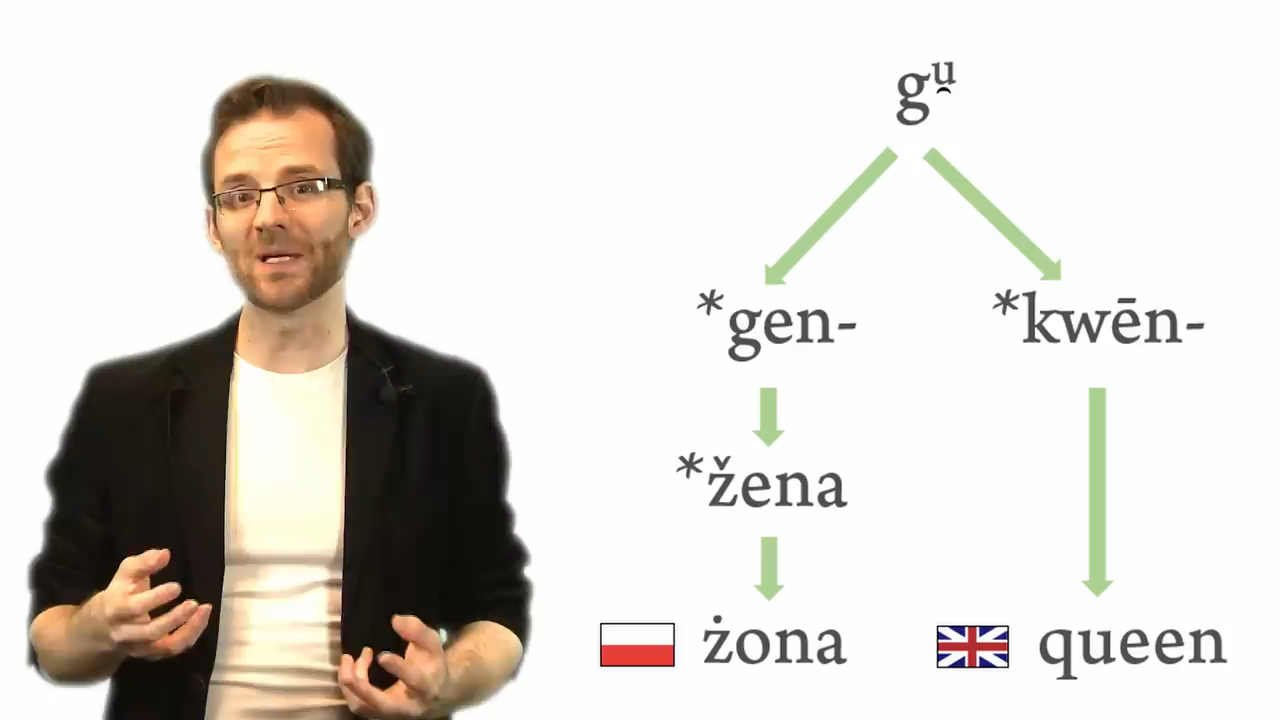 gᵘ̯
*gen-
*kwēn-
*žena
żona
queen